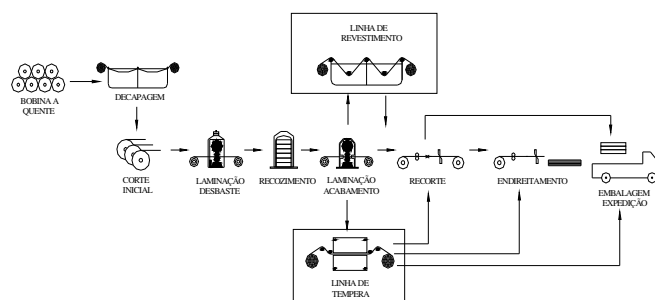 LINHA DE
REVESTIMENTO
BOBINA A
QUENTE
DECAPAGEM
CORTE
INICIAL
LAMINAÇÃO
DESBASTE
RECOZIMENTO
LAMINAÇÃO
ACABAMENTO
RECORTE
ENDIREITAMENTO
EMBALAGEM
EXPEDIÇÃO
LINHA DE
TEMPERA